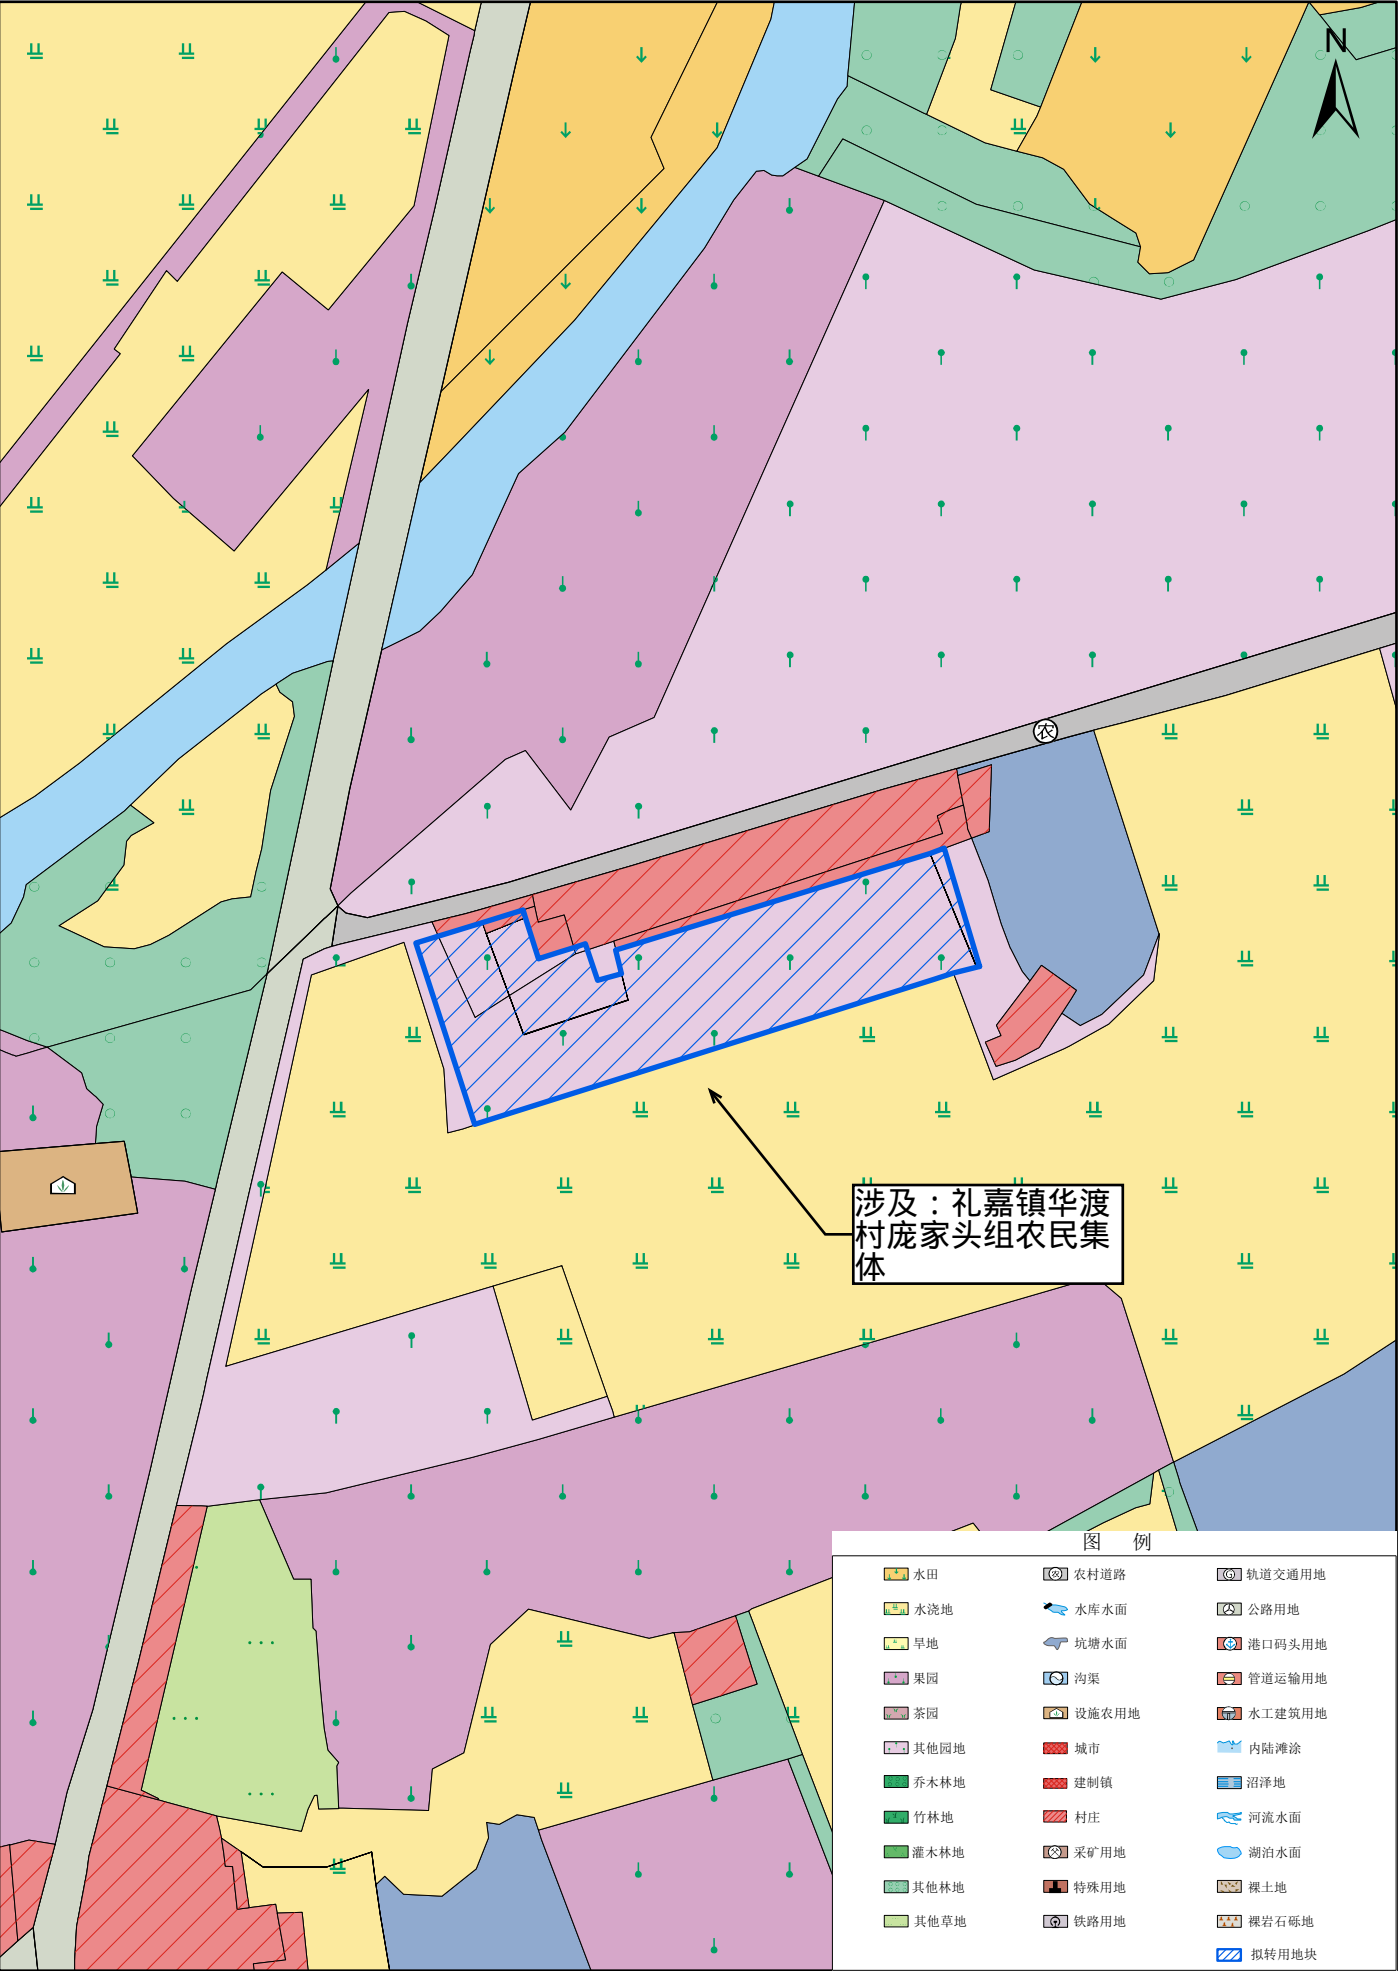 N
农
涉及：礼嘉镇华渡
村庞家头组农民集
体
图 例
水田
农村道路
轨道交通用地
水浇地
水库水面
公路用地
旱地
坑塘水面
港口码头用地
果园
沟渠
管道运输用地
茶园
设施农用地
水工建筑用地
其他园地
城市
内陆滩涂
乔木林地
建制镇
沼泽地
竹林地
村庄
河流水面
灌木林地
采矿用地
湖泊水面
其他林地
特殊用地
裸土地
其他草地
铁路用地
裸岩石砾地
拟转用地块